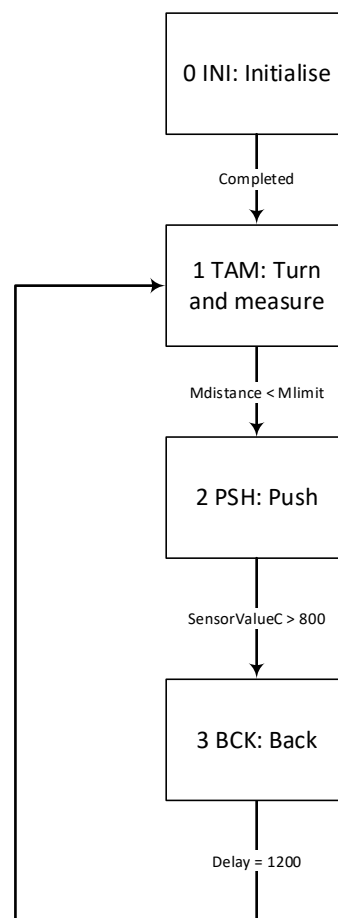 0 INI: Initialise
Completed
1 TAM: Turn
and measure
Mdistance < Mlimit
2 PSH: Push
SensorValueC > 800
3 BCK: Back
Delay = 1200